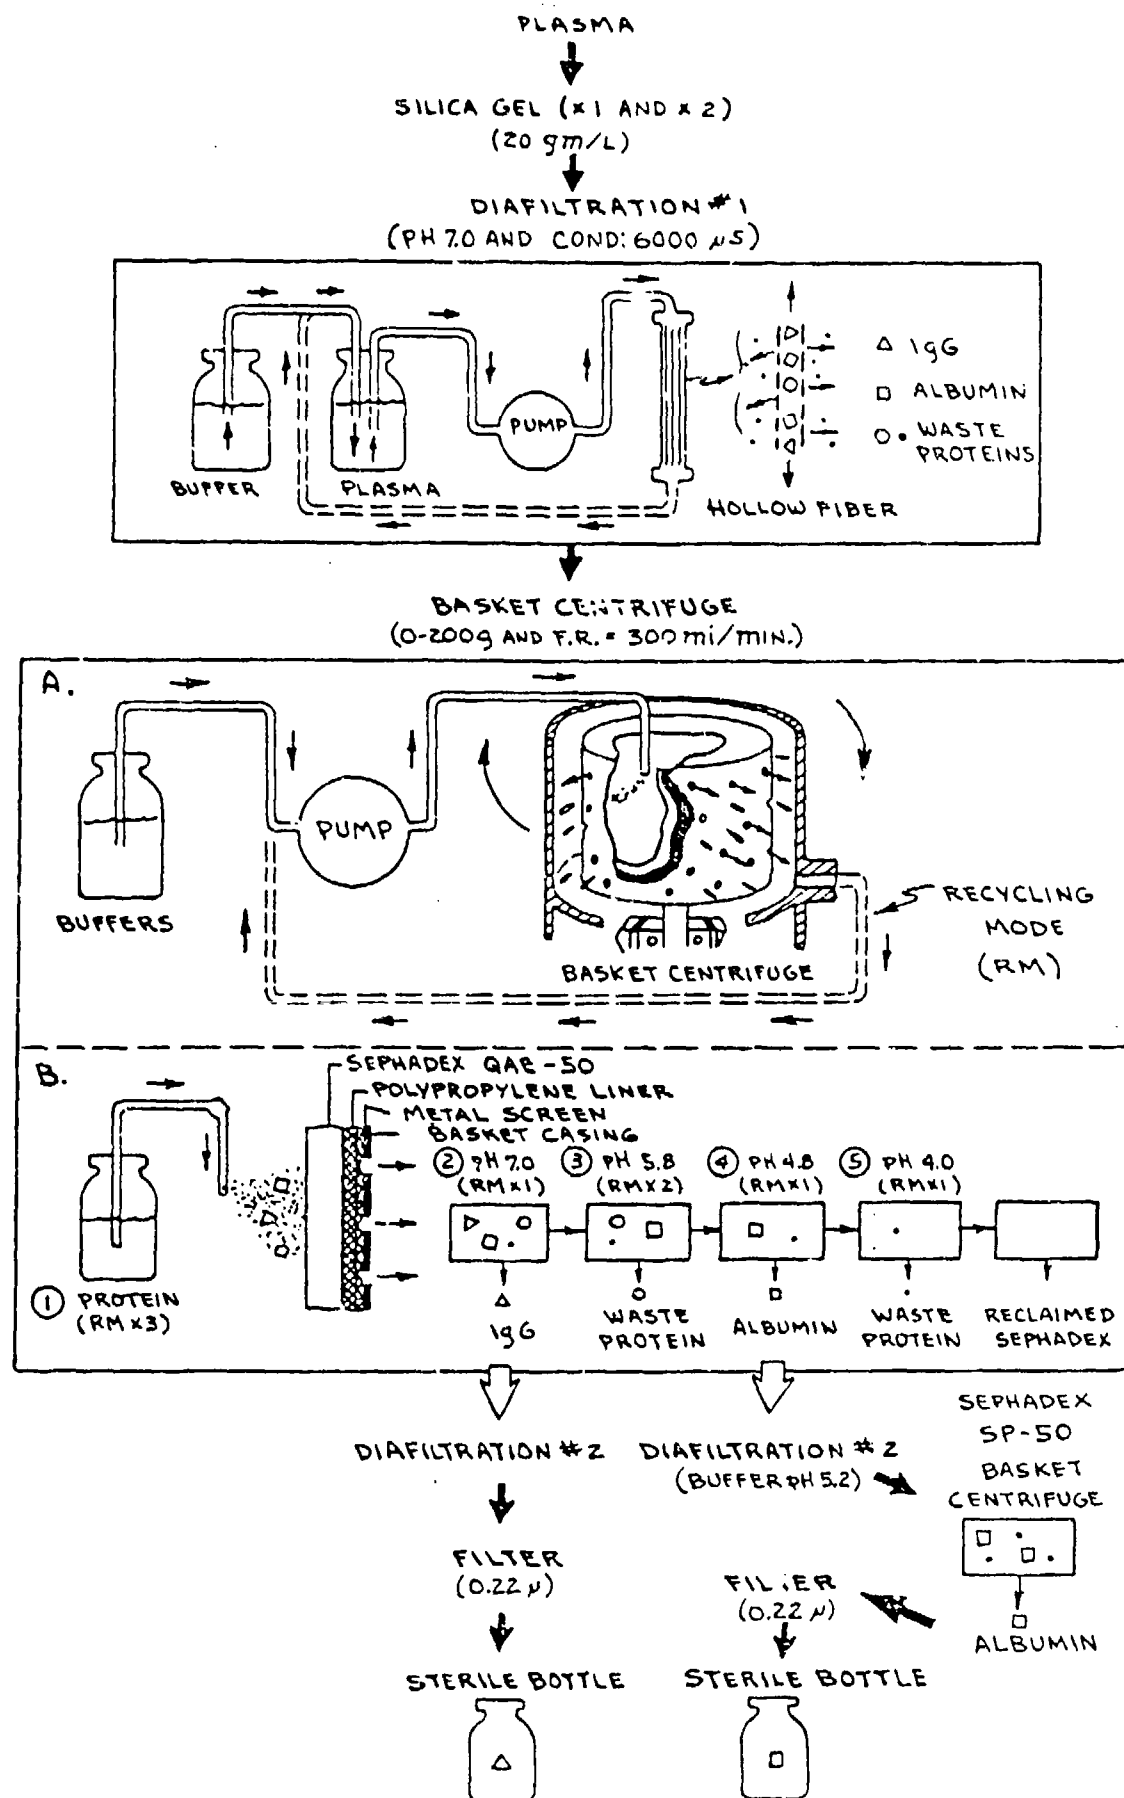 PLASMA
SILICA GEL (x 1 AND x 2)
(20 gm/L)
DIAFILTRATION #1
(PH 7.0 AND COND: 6000 µS)
BUFFER
PLASMA
PUMP
IgG
ALBUMIN
WASTE
PROTEINS
HOLLOW FIBER
BASKET CENTRIFUGE
(0-200g AND F.R. = 300 ml/MIN.)
A.
BUFFERS
PUMP
BASKET CENTRIFUGE
RECYCLING
MODE
(RM)
B.
SEPHADEX QAE-50
POLYPROPYLENE LINER
METAL SCREEN
BASKET CASING
1 PROTEIN
(RM x3)
2 PH 7.0
(RM x1)
3 PH 5.8
(RM x 2)
4 PH 4.8
(RM x1)
5 PH 4.0
(RM x1)
IgG
WASTE
PROTEIN
ALBUMIN
WASTE
PROTEIN
RECLAIMED
SEPHADEX
DIAFILTRATION #2
FILTER
(0.22 µ)
STERILE BOTTLE
DIAFILTRATION #2
(BUFFER PH 5.2)
SEPHADEX
SP-50
BASKET
CENTRIFUGE
ALBUMIN
FILTER
(0.22 µ)
STERILE BOTTLE